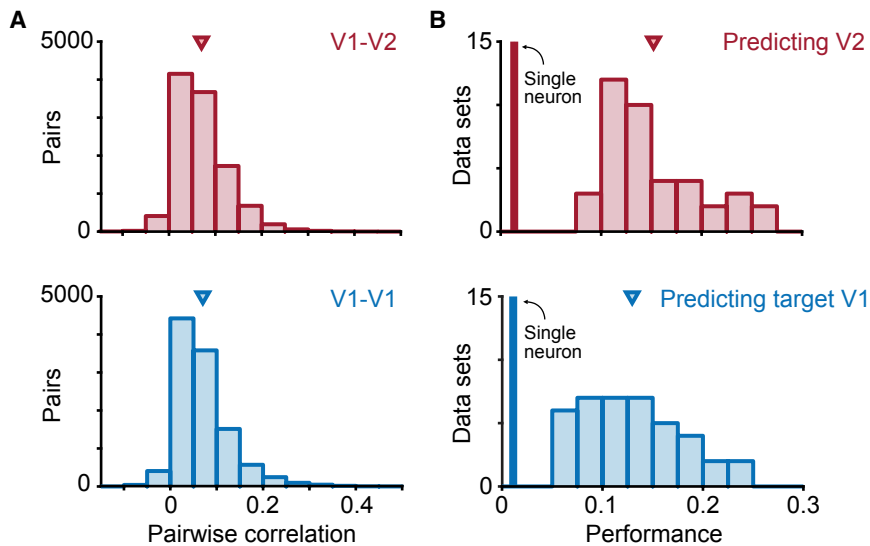 A
5000
V1-V2
Pairs
0
5000
V1-V1
Pairs
0
0
0.2
0.4
Pairwise correlation
B
15
Predicting V2
Single
neuron
Data sets
0
15
Predicting target V1
Single
neuron
Data sets
0
0
0.1
0.2
0.3
Performance